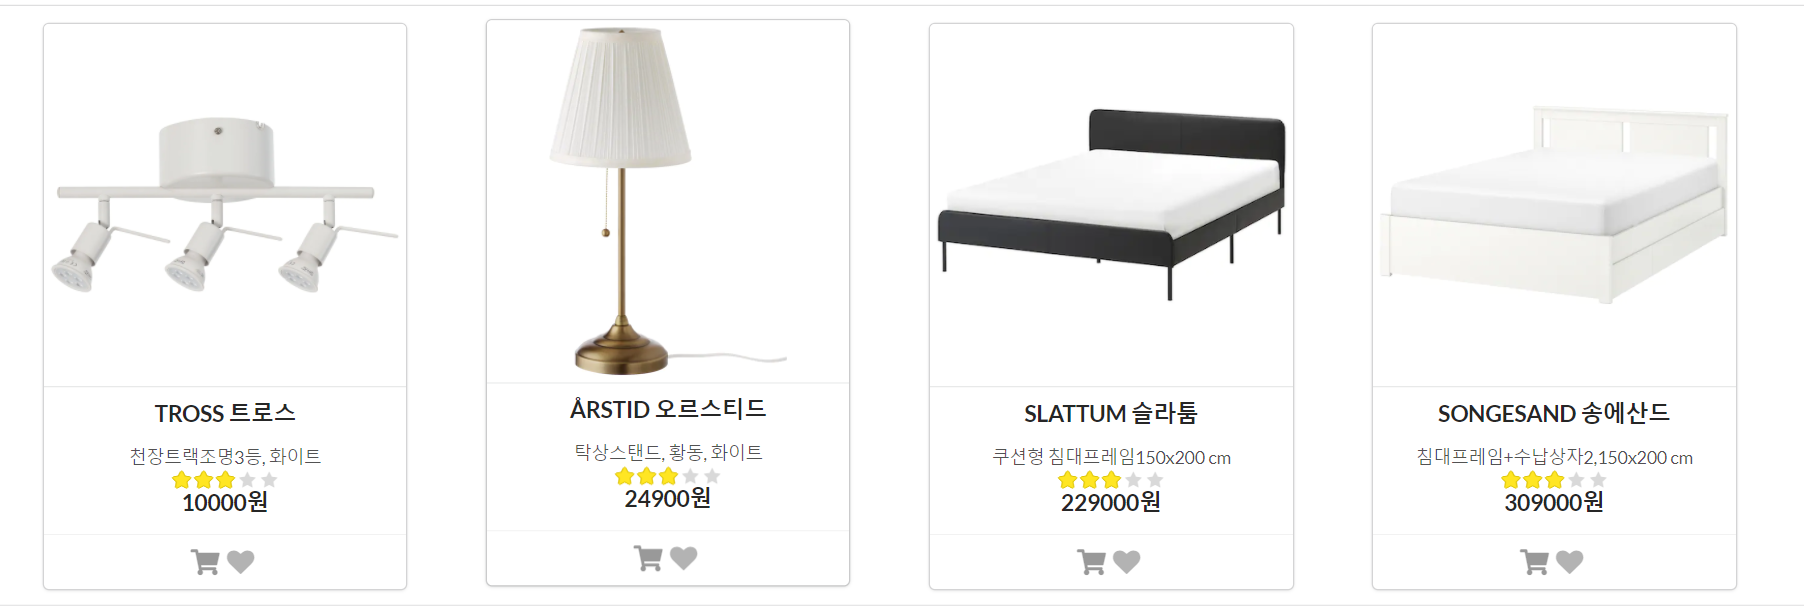 TROSS 트로스
천장트랙조명3등, 화이트
10000원
ÅRSTID 오르스티드
탁상스탠드, 황동, 화이트
24900원
SLATTUM 슬라툼
쿠션형 침대프레임150x200 cm
229000원
SONGESAND 송에산드
침대프레임+수납상자2,150x200 cm
309000원